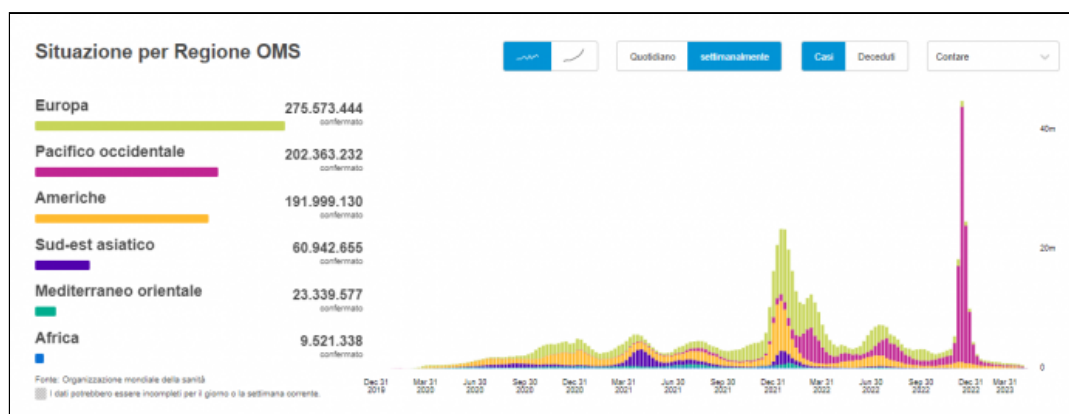 Situazione per Regione OMS
Quotidiano settimanalmente Casi Deceduti Contare
Europa 275.573.444
confermato
Pacifico occidentale 202.363.232
confermato
Americhe 191.999.130
confermato
Sud-est asiatico 60.942.655
confermato
Mediterraneo orientale 23.339.577
confermato
Africa 9.521.338
confermato
Fonte: Organizzazione mondiale della sanità
I dati potrebbero essere incompleti per il giorno o la settimana corrente.
40m
20m
0
Dec 31 Mar 31 Jun 30 Sep 30 Dec 31 Mar 31 Jun 30 Sep 30 Dec 31 Mar 31 Jun 30 Sep 30 Dec 31 Mar 31
2019 2020 2020 2020 2020 2021 2021 2021 2021 2022 2022 2022 2022 2023